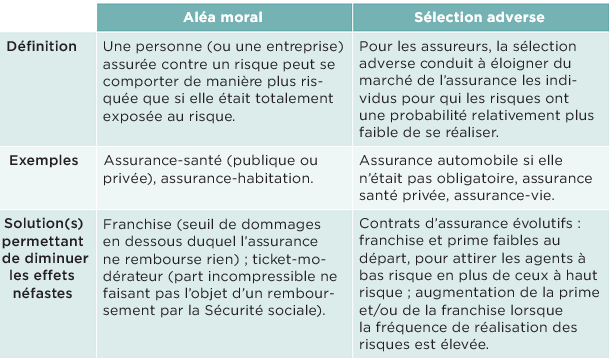 Aléa moral
Sélection adverse
Définition
Une personne (ou une entreprise)
assurée contre un risque peut se
comporter de manière plus ris-
quée que si elle était totalement
exposée au risque.
Pour les assureurs, la sélection
adverse conduit à éloigner du
marché de l’assurance les indi-
vidus pour qui les risques ont
une probabilité relativement plus
faible de se réaliser.
Exemples
Assurance-santé (publique ou
privée), assurance-habitation.
Assurance automobile si elle
n’était pas obligatoire, assurance
santé privée, assurance-vie.
Solution(s)
permettant
de diminuer
les effets
néfastes
Franchise (seuil de dommages
en dessous duquel l’assurance
ne rembourse rien) ; ticket-mo-
dérateur (part incompressible ne
faisant pas l’objet d’un rembour-
sement par la Sécurité sociale).
Contrats d’assurance évolutifs :
franchise et prime faibles au
départ, pour attirer les agents à
bas risque en plus de ceux à haut
risque ; augmentation de la prime
et/ou de la franchise lorsque
la fréquence de réalisation des
risques est élevée.